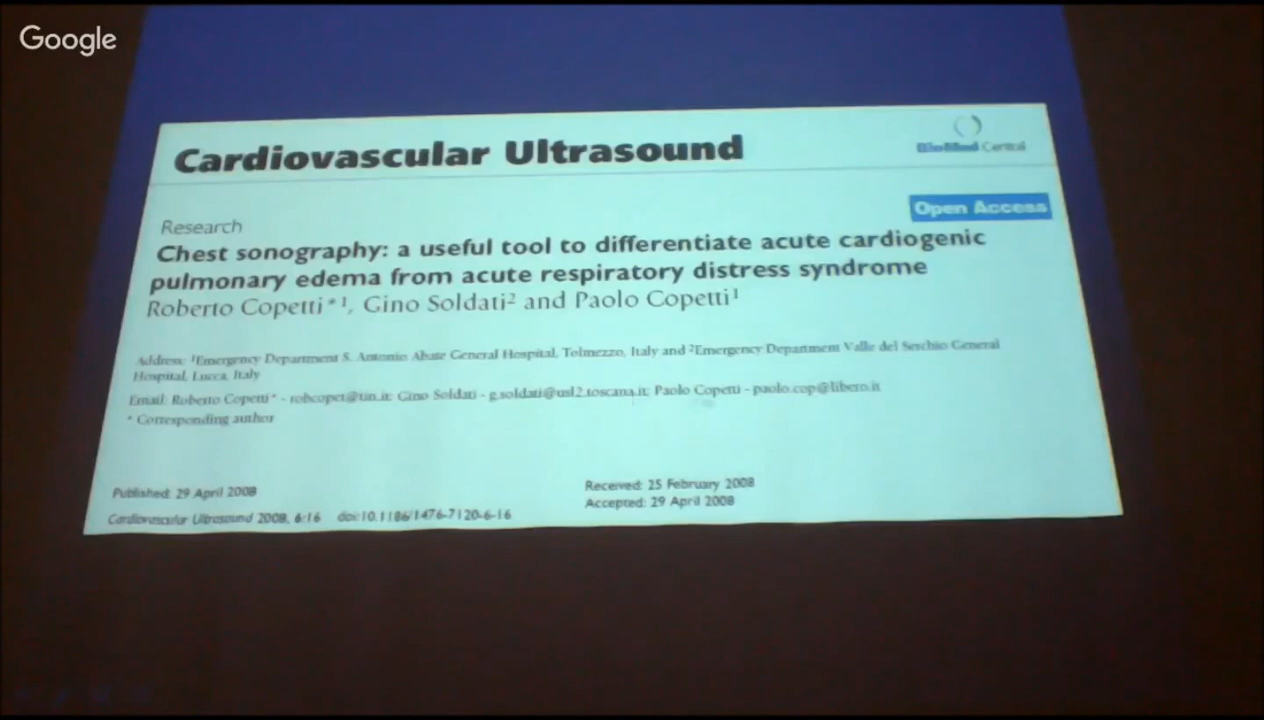 Google
Cardiovascular Ultrasound
BioMed Central
Open Access
Research
Chest sonography: a useful tool to differentiate acute cardiogenic
pulmonary edema from acute respiratory distress syndrome
Roberto Copetti*1, Gino Soldati2 and Paolo Copetti1
Address: 1Emergency Department S. Antonio Abate General Hospital, Tolmezzo, Italy and 2Emergency Department Valle del Serchio General
Hospital, Lucca, Italy
Email: Roberto Copetti* - robcopet@tin.it; Gino Soldati - g.soldati@usl2.toscana.it; Paolo Copetti - paolo.cop@libero.it
* Corresponding author
Published: 29 April 2008
Received: 25 February 2008
Accepted: 29 April 2008
Cardiovascular Ultrasound 2008, 6:16 doi:10.1186/1476-7120-6-16